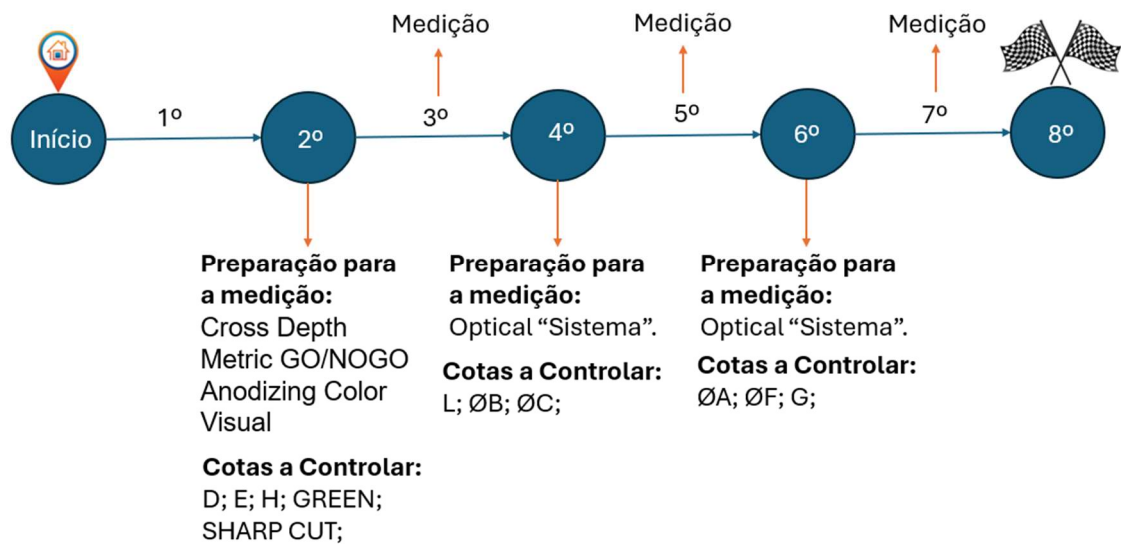 Medição
Medição
Medição
Início
1º
2º
3º
4º
5º
6º
7º
8º
Preparação para
a medição:
Cross Depth
Metric GO/NOGO
Anodizing Color
Visual
Cotas a Controlar:
D; E; H; GREEN;
SHARP CUT;
Preparação para
a medição:
Optical “Sistema”.
Cotas a Controlar:
L; ØB; ØC;
Preparação para
a medição:
Optical “Sistema”.
Cotas a Controlar:
ØA; ØF; G;